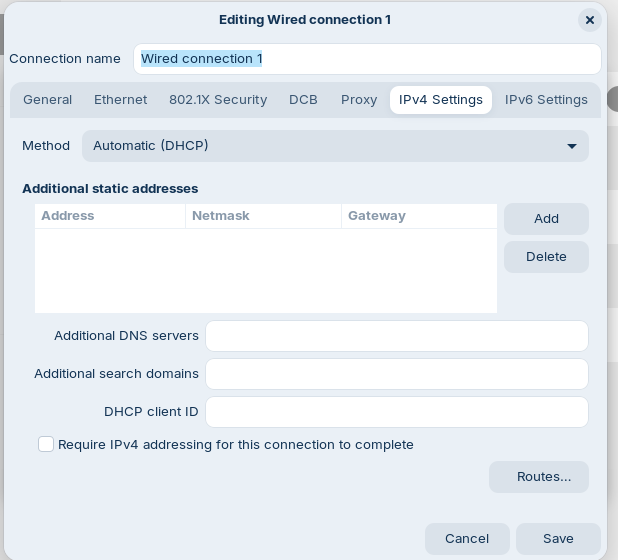 Editing Wired connection 1
Connection name Wired connection 1
General Ethernet 802.1X Security DCB Proxy IPv4 Settings IPv6 Settings
Method Automatic (DHCP)
Additional static addresses
Address Netmask Gateway
Add
Delete
Additional DNS servers
Additional search domains
DHCP client ID
Require IPv4 addressing for this connection to complete
Routes...
Cancel Save